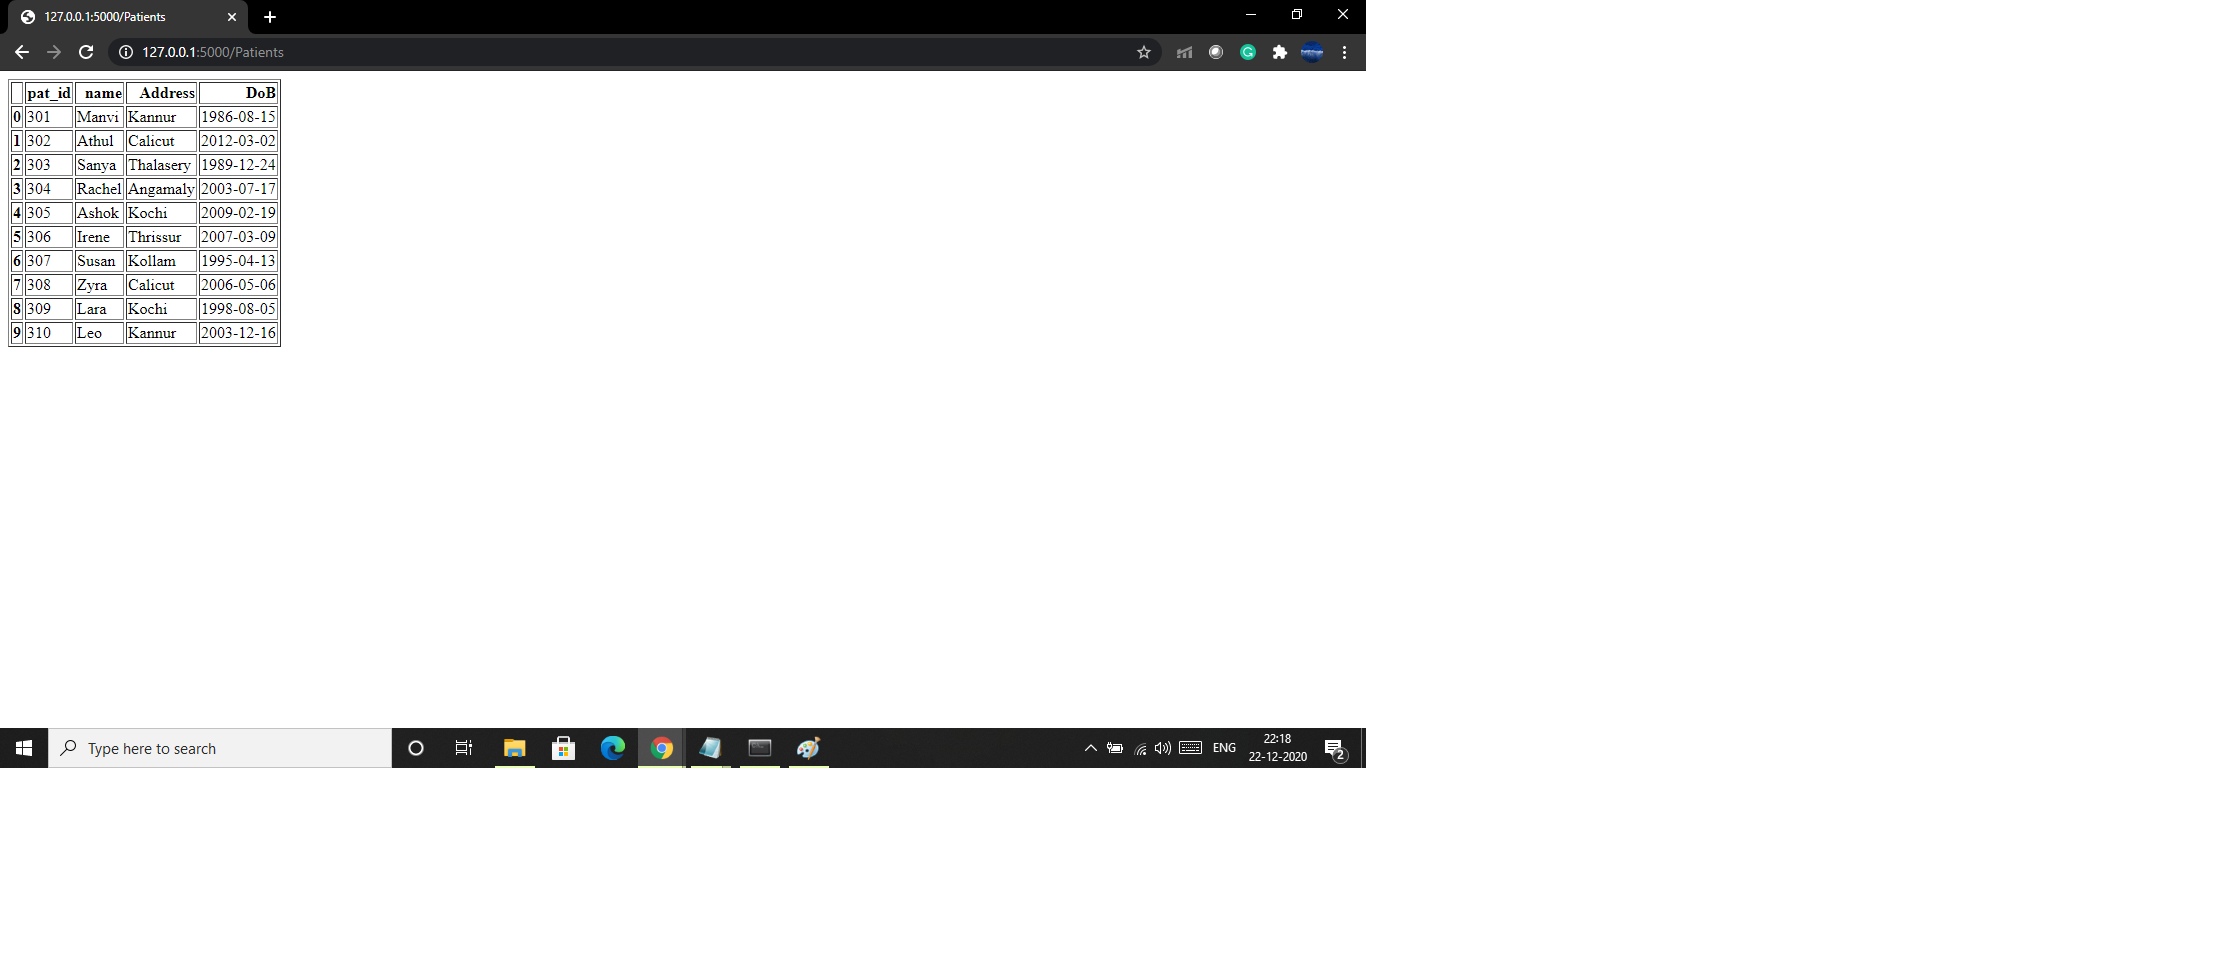 127.0.0.1:5000/Patients
127.0.0.1:5000/Patients
pat_id name Address DoB
0 301 Manvi Kannur 1986-08-15
1 302 Athul Calicut 2012-03-02
2 303 Sanya Thalasery 1989-12-24
3 304 Rachel Angamaly 2003-07-17
4 305 Ashok Kochi 2009-02-19
5 306 Irene Thrissur 2007-03-09
6 307 Susan Kollam 1995-04-13
7 308 Zyra Calicut 2006-05-06
8 309 Lara Kochi 1998-08-05
9 310 Leo Kannur 2003-12-16
Type here to search
ENG
22:18
22-12-2020
2